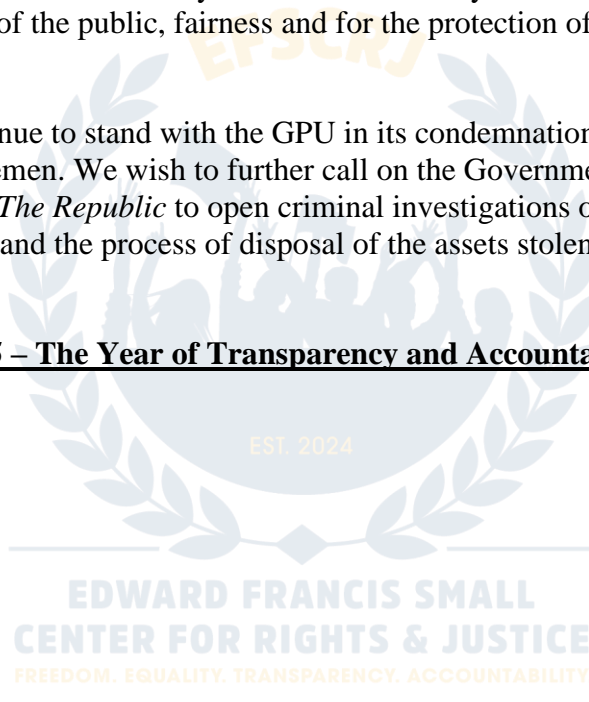 of the public, fairness and for the protection of
EFSCRJ
nue to stand with the GPU in its condemnation
emen. We wish to further call on the Governme
The Republic to open criminal investigations o
and the process of disposal of the assets stolen
– The Year of Transparency and Accounta
EST. 2024
EDWARD FRANCIS SMALL
CENTER FOR RIGHTS & JUSTICE
FREEDOM. EQUALITY. TRANSPARENCY. ACCOUNTABILITY